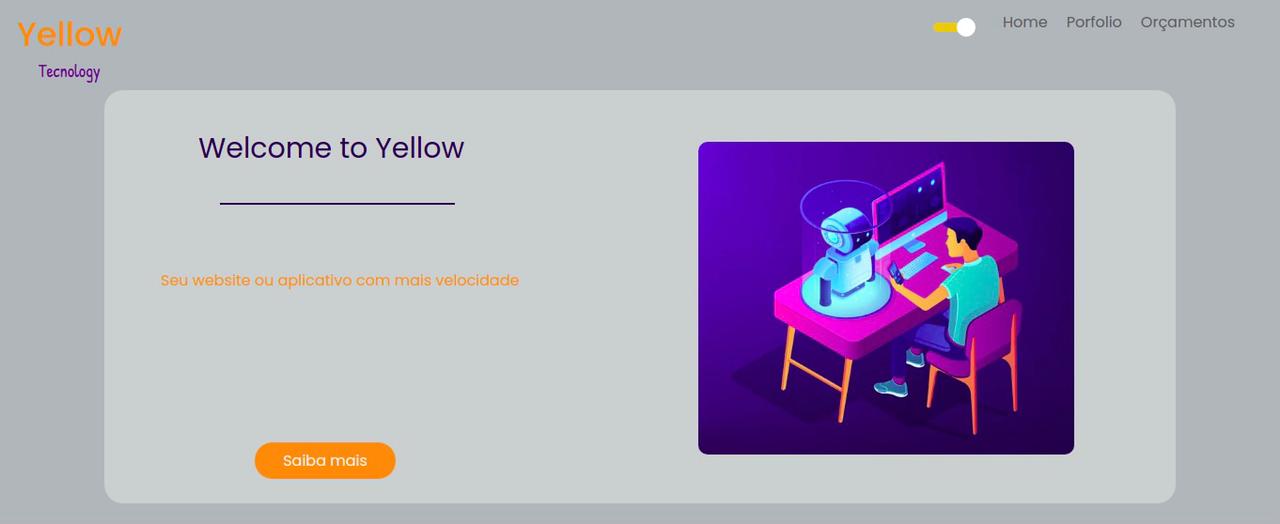 Yellow
Tecnology
Home Porfolio Orçamentos
Welcome to Yellow
Seu website ou aplicativo com mais velocidade
Saiba mais